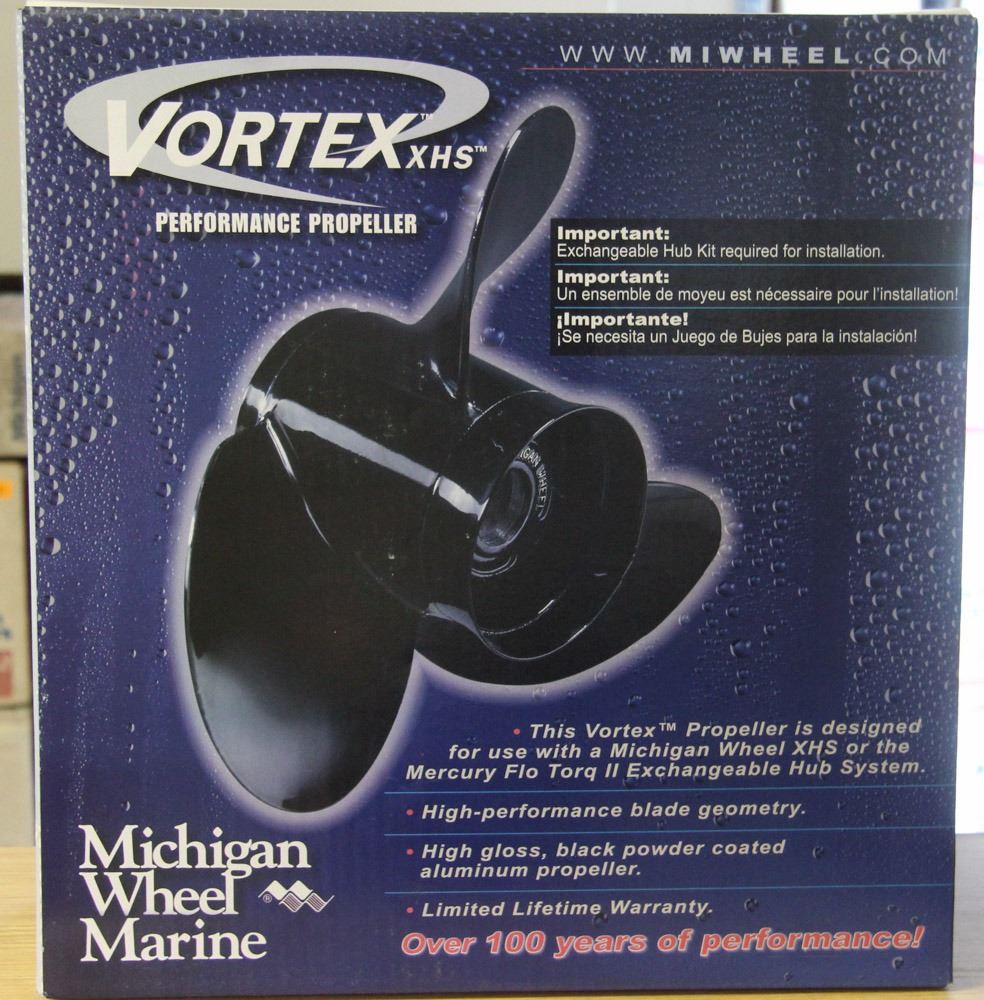 WWW.MIWHEEL.COM
VORTEX™ XHS™
PERFORMANCE PROPELLER
Important:
Exchangeable Hub Kit required for installation.
Important:
Un ensemble de moyeu est nécessaire pour l'installation!
¡Importante!
¡Se necesita un Juego de Bujes para la instalación!
WHEEL
• This Vortex™ Propeller is designed
for use with a Michigan Wheel XHS or the
Mercury Flo Torq II Exchangeable Hub System.
• High-performance blade geometry.
• High gloss, black powder coated
aluminum propeller.
• Limited Lifetime Warranty.
Over 100 years of performance!
Michigan
Wheel ®
Marine